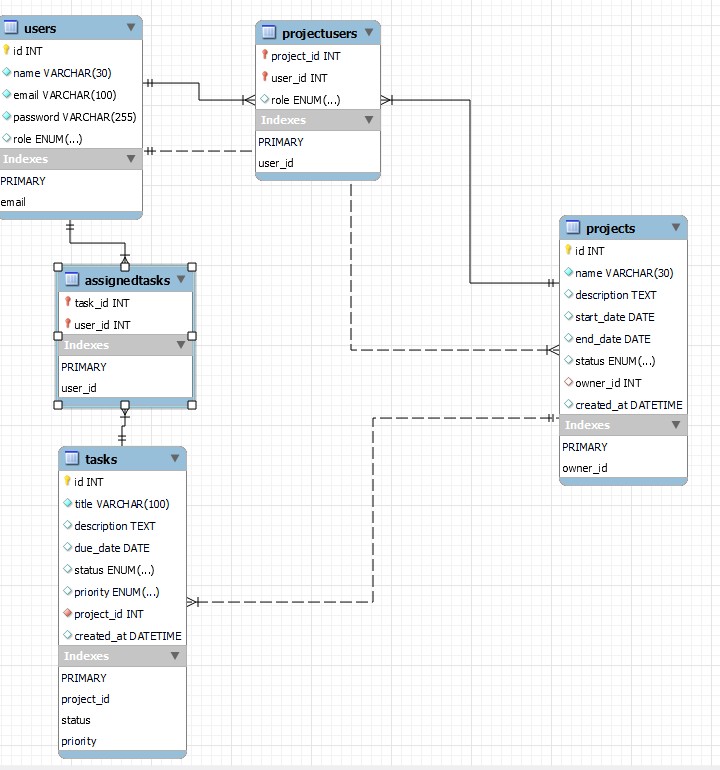 users
id INT
name VARCHAR(30)
email VARCHAR(100)
password VARCHAR(255)
role ENUM(...)
Indexes
PRIMARY
email
projectusers
project_id INT
user_id INT
role ENUM(...)
Indexes
PRIMARY
user_id
projects
id INT
name VARCHAR(30)
description TEXT
start_date DATE
end_date DATE
status ENUM(...)
owner_id INT
created_at DATETIME
Indexes
PRIMARY
owner_id
assignedtasks
task_id INT
user_id INT
Indexes
PRIMARY
user_id
tasks
id INT
title VARCHAR(100)
description TEXT
due_date DATE
status ENUM(...)
priority ENUM(...)
project_id INT
created_at DATETIME
Indexes
PRIMARY
project_id
status
priority